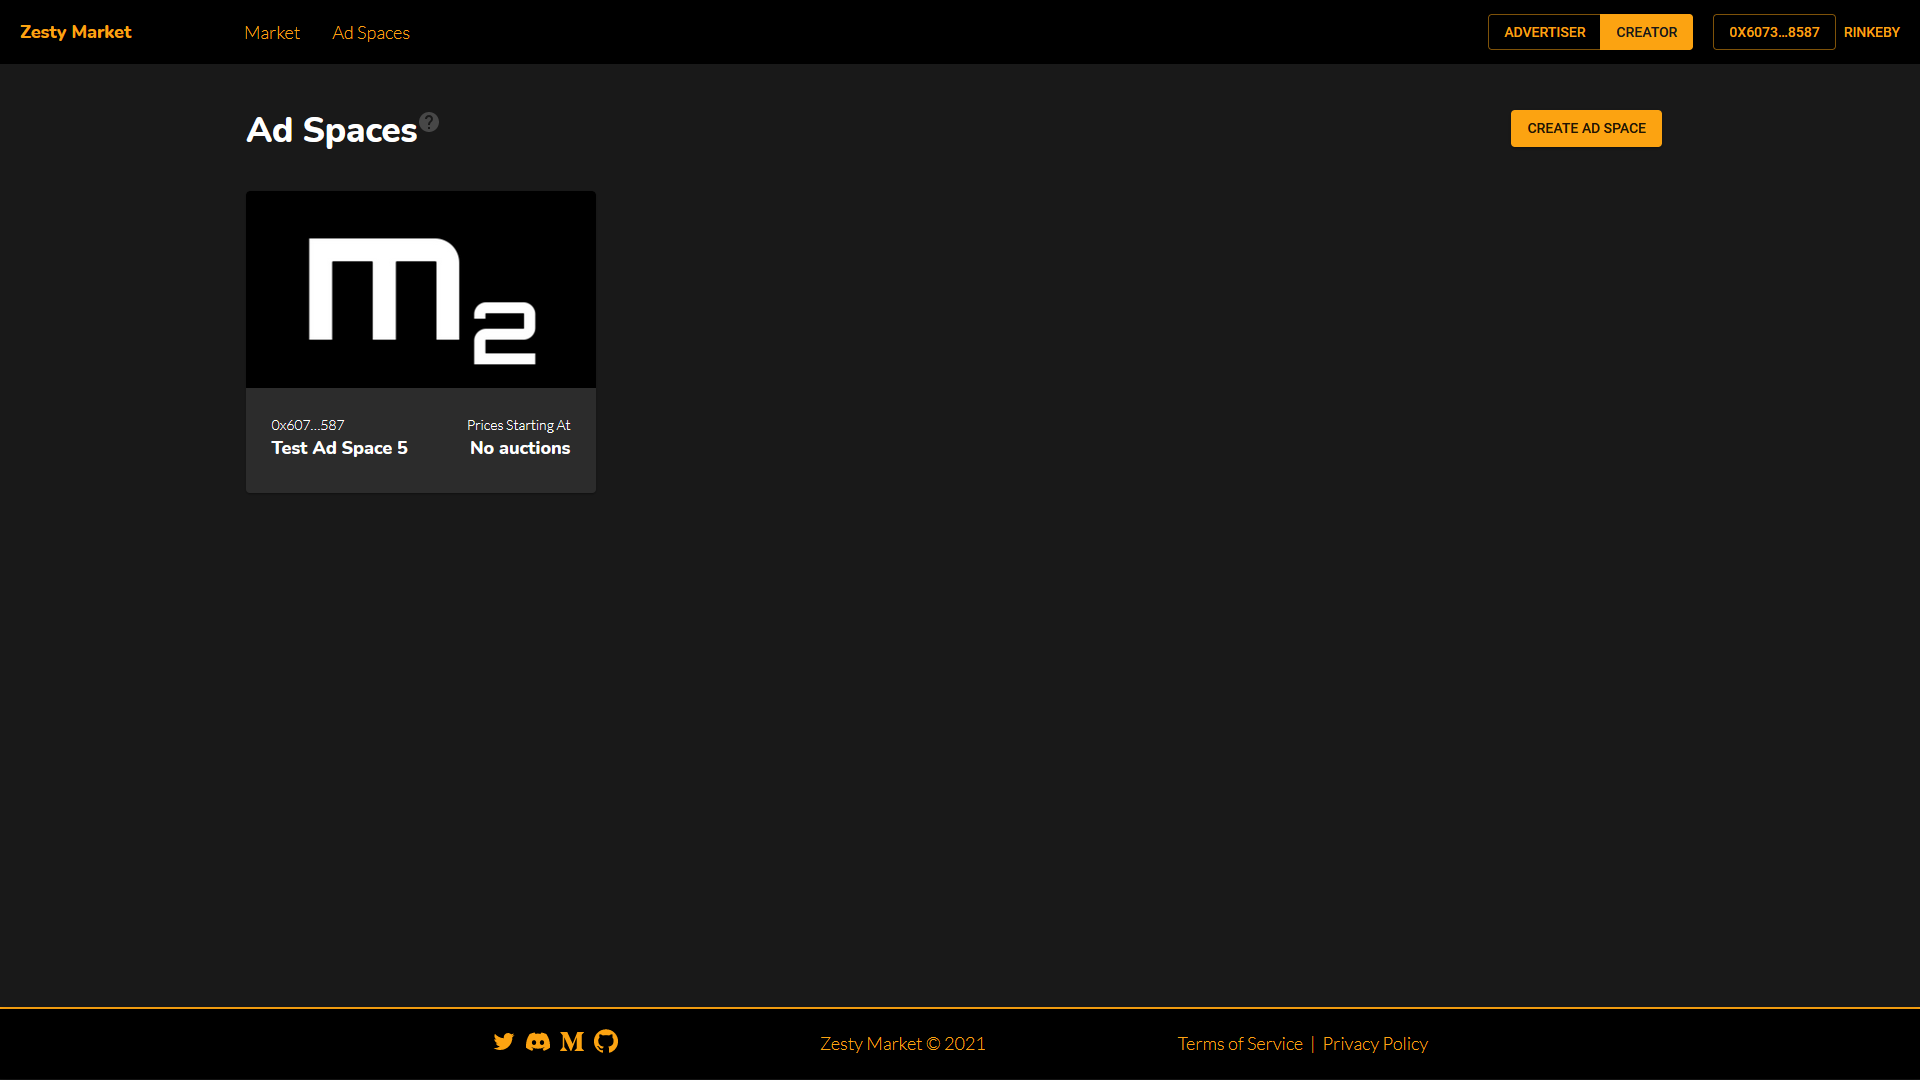 Zesty Market
Market
Ad Spaces
ADVERTISER
CREATOR
0X6073...8587
RINKEBY
Ad Spaces
?
CREATE AD SPACE
m2
0x607...587
Prices Starting At
Test Ad Space 5
No auctions
Zesty Market © 2021
Terms of Service | Privacy Policy